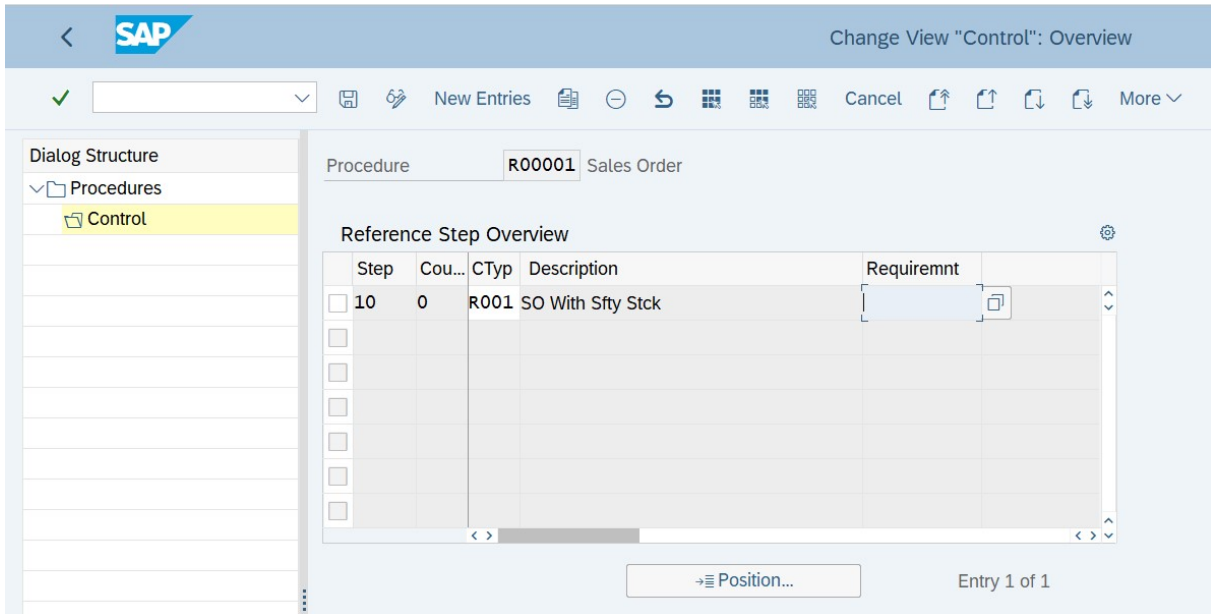 SAP
Change View "Control": Overview
New Entries Cancel More
Dialog Structure
Procedures
Control
Procedure R00001 Sales Order
Reference Step Overview
Step Cou... CTyp Description Requiremnt
10 0 R001 SO With Sfty Stck
Position... Entry 1 of 1